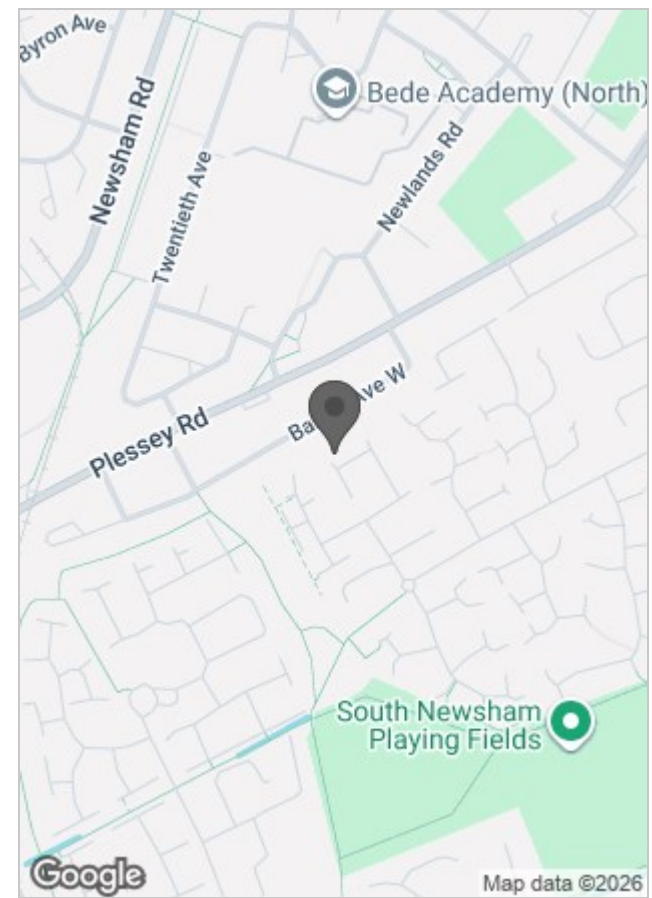 Byron Ave
Newsham Rd
Bede Academy (North)
Twentieth Ave
Newlands Rd
Ave W
Plessey Rd
South Newsham
Playing Fields
Google
Map data ©2026